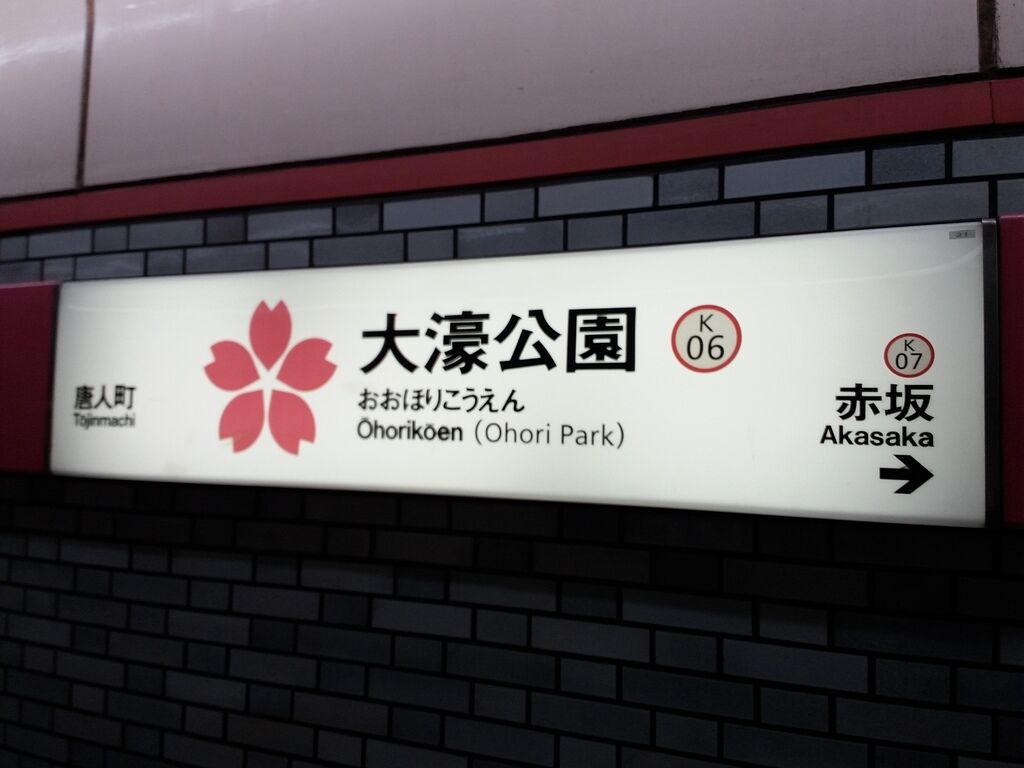 唐人町
Tōjinmachi
大濠公園
おおほりこうえん
Ōhorikōen (Ohori Park)
K
06
K
07
赤坂
Akasaka